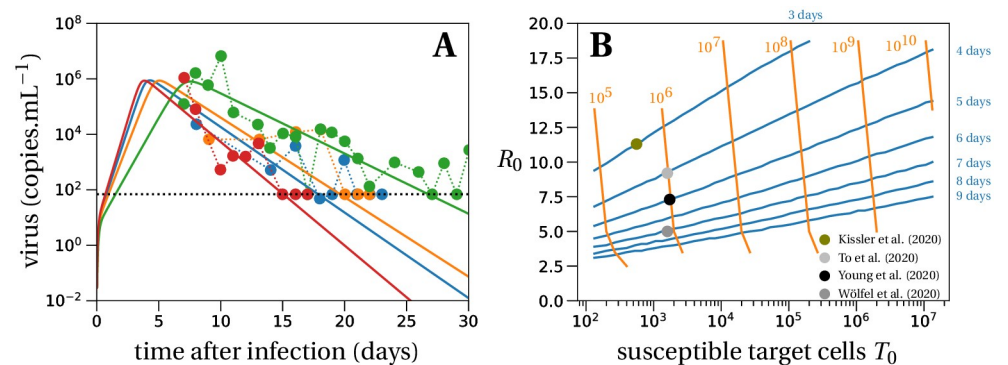 A
10^8
10^6
10^4
10^2
10^0
10^−2
virus (copies.mL^−1)
0 5 10 15 20 25 30
time after infection (days)
B
3 days
20.0
17.5
15.0
12.5
10.0
7.5
5.0
2.5
0.0
R_0
10^5
10^6
10^7
10^8
10^9
10^10
4 days
5 days
6 days
7 days
8 days
9 days
Kissler et al. (2020)
To et al. (2020)
Young et al. (2020)
Wölfel et al. (2020)
10^2 10^3 10^4 10^5 10^6 10^7
susceptible target cells T_0